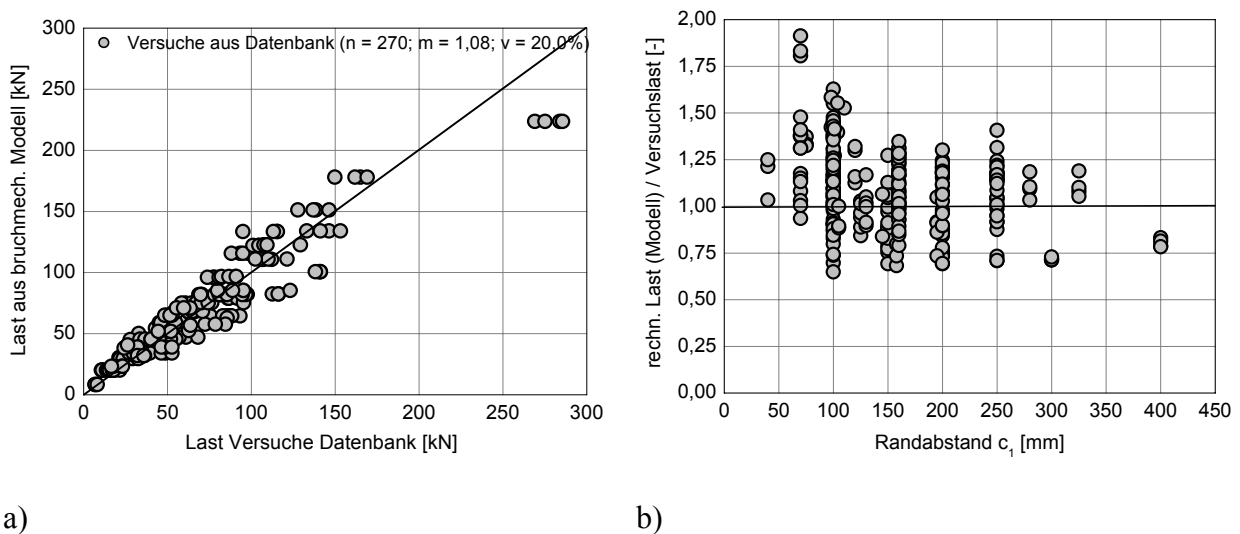 Last aus bruchmech. Modell [kN]
300
250
200
150
100
50
0
Versuche aus Datenbank (n = 270; m = 1,08; v = 20,0%)
0 50 100 150 200 250 300
Last Versuche Datenbank [kN]
rechn. Last (Modell) / Versuchslast [-]
2,00
1,75
1,50
1,25
1,00
0,75
0,50
0,25
0,00
0 50 100 150 200 250 300 350 400 450
Randabstand c₁ [mm]
a)
b)